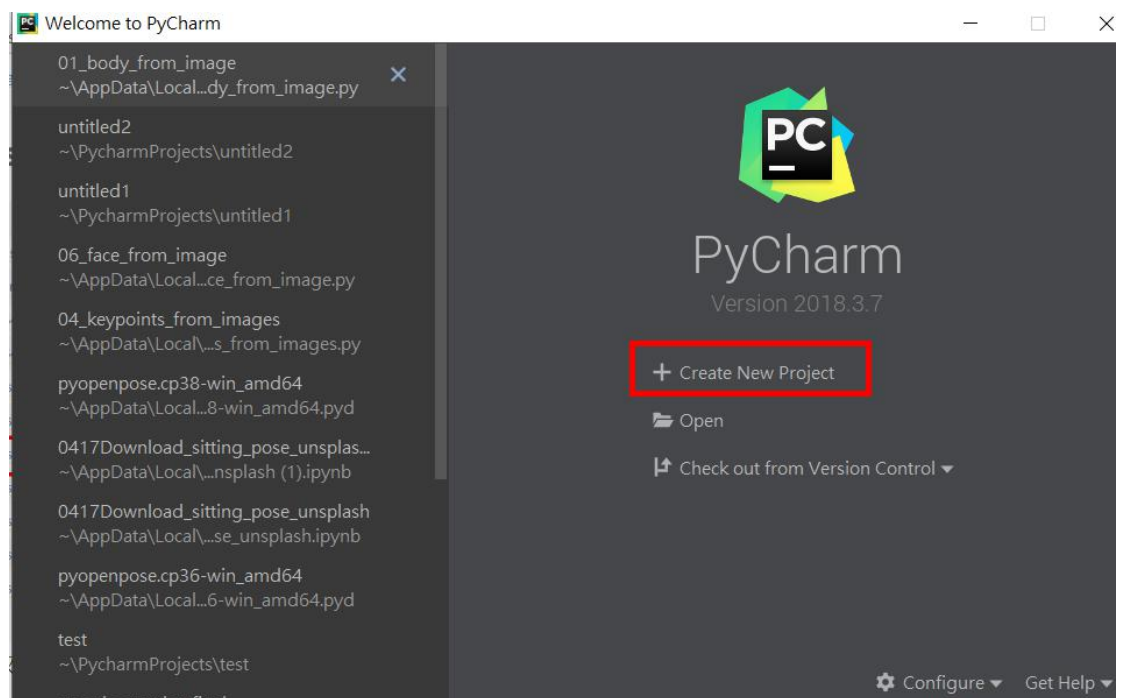 Welcome to PyCharm
01_body_from_image
~\AppData\Local...dy_from_image.py
untitled2
~\PycharmProjects\untitled2
untitled1
~\PycharmProjects\untitled1
06_face_from_image
~\AppData\Local...ce_from_image.py
04_keypoints_from_images
~\AppData\Local\...s_from_images.py
pyopenpose.cp38-win_amd64
~\AppData\Local...8-win_amd64.pyd
0417Download_sitting_pose_unsplas...
~\AppData\Local\...nsplash (1).ipynb
0417Download_sitting_pose_unsplash
~\AppData\Local\...se_unsplash.ipynb
pyopenpose.cp36-win_amd64
~\AppData\Local...6-win_amd64.pyd
test
~\PycharmProjects\test
PC
PyCharm
Version 2018.3.7
Create New Project
Open
Check out from Version Control
Configure
Get Help